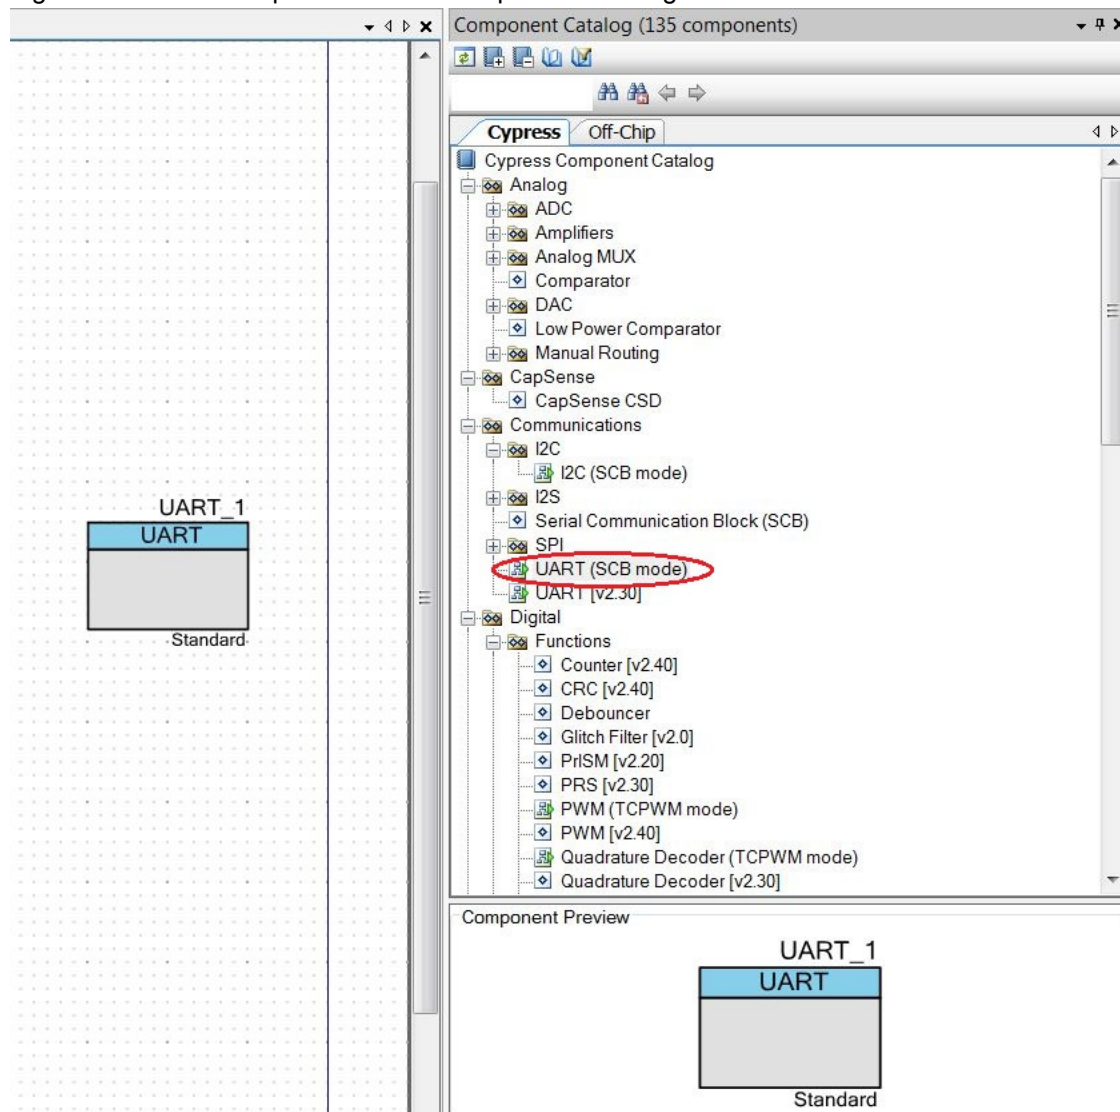 Component Catalog (135 components)
Cypress
Off-Chip
Cypress Component Catalog
Analog
ADC
Amplifiers
Analog MUX
Comparator
DAC
Low Power Comparator
Manual Routing
CapSense
CapSense CSD
Communications
I2C
I2C (SCB mode)
I2S
Serial Communication Block (SCB)
SPI
UART (SCB mode)
UART [v2.30]
Digital
Functions
Counter [v2.40]
CRC [v2.40]
Debouncer
Glitch Filter [v2.0]
PrISM [v2.20]
PRS [v2.30]
PWM (TCPWM mode)
PWM [v2.40]
Quadrature Decoder (TCPWM mode)
Quadrature Decoder [v2.30]
UART_1
UART
Standard
Component Preview
UART_1
UART
Standard